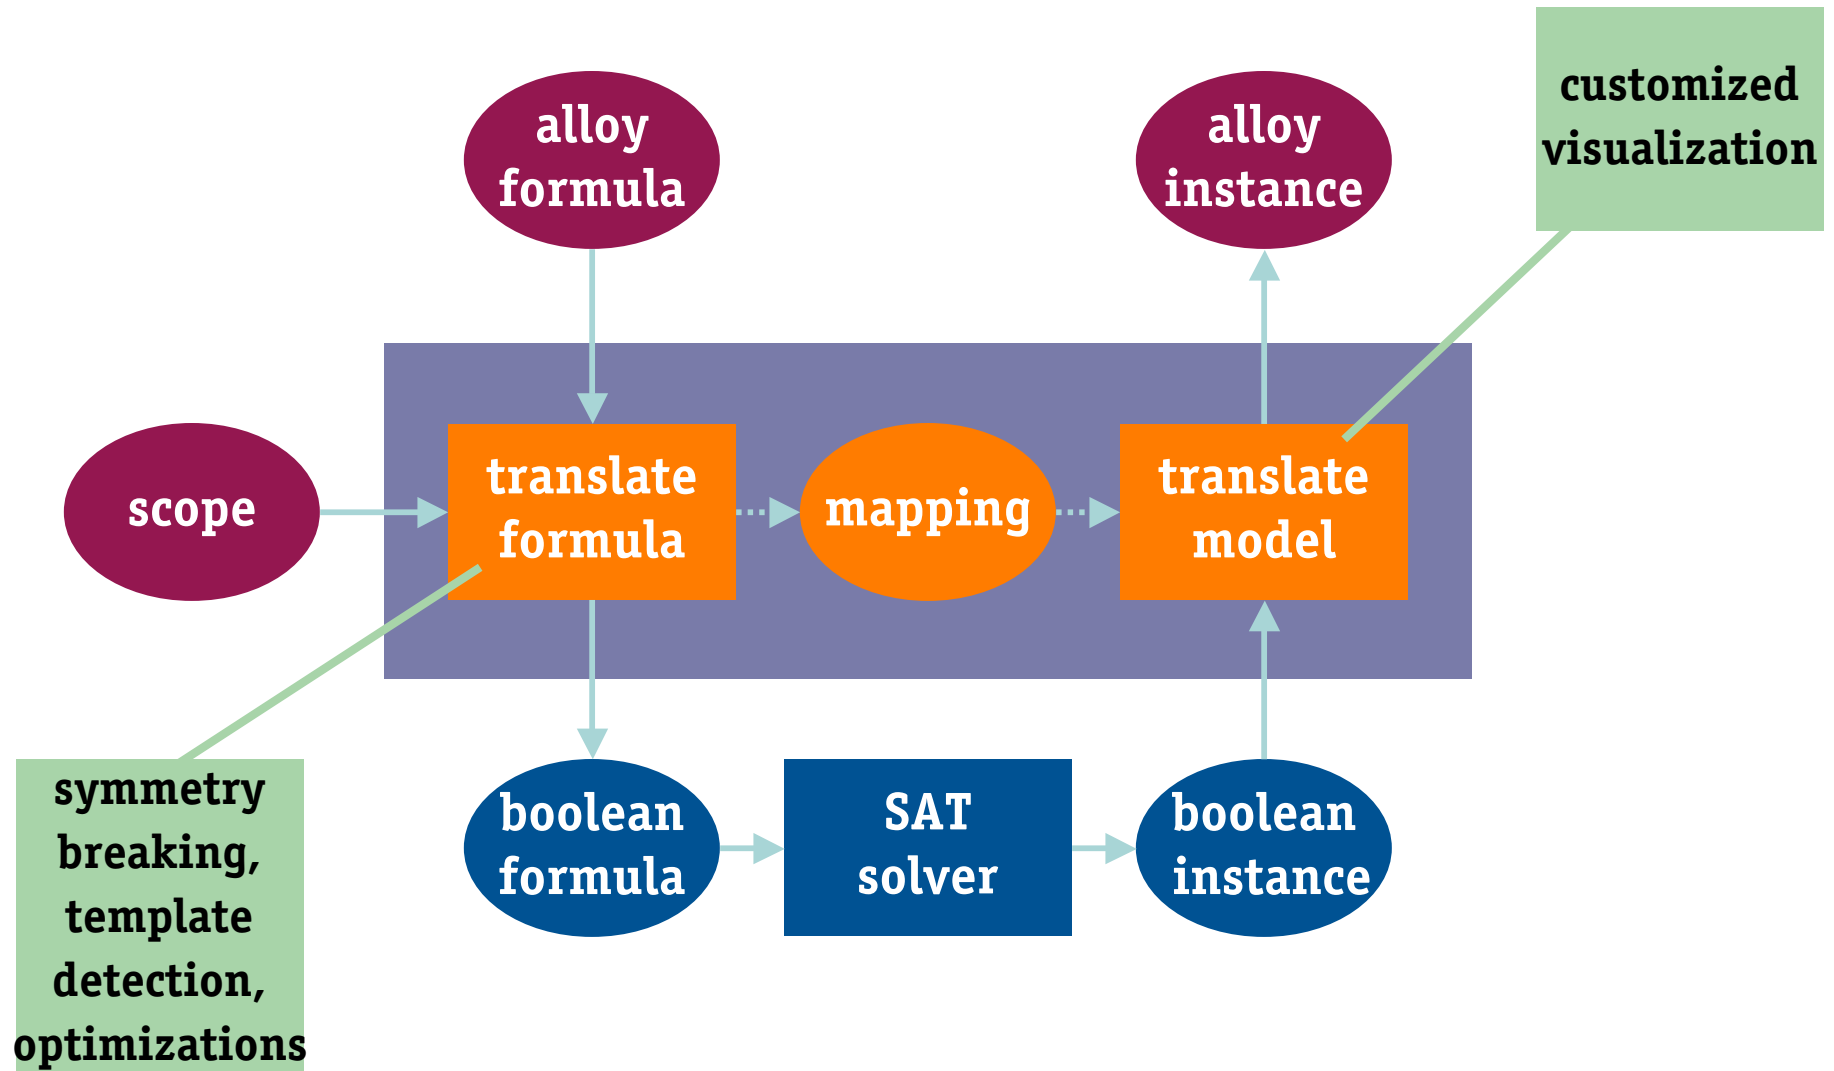 alloy
formula
alloy
instance
customized
visualization
scope
translate
formula
mapping
translate
model
symmetry
breaking,
template
detection,
optimizations
boolean
formula
SAT
solver
boolean
instance